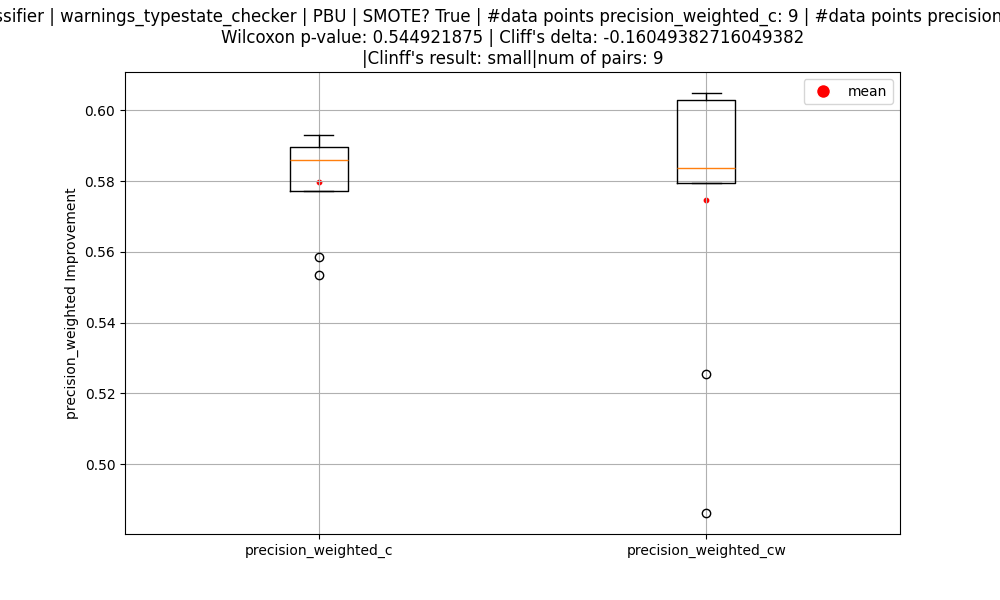 ssifier | warnings_typestate_checker | PBU | SMOTE? True | #data points precision_weighted_c: 9 | #data points precision
Wilcoxon p-value: 0.544921875 | Cliff's delta: -0.16049382716049382
|Clinff's result: small|num of pairs: 9
mean
0.60
0.58
0.56
0.54
0.52
0.50
precision_weighted Improvement
precision_weighted_c
precision_weighted_cw